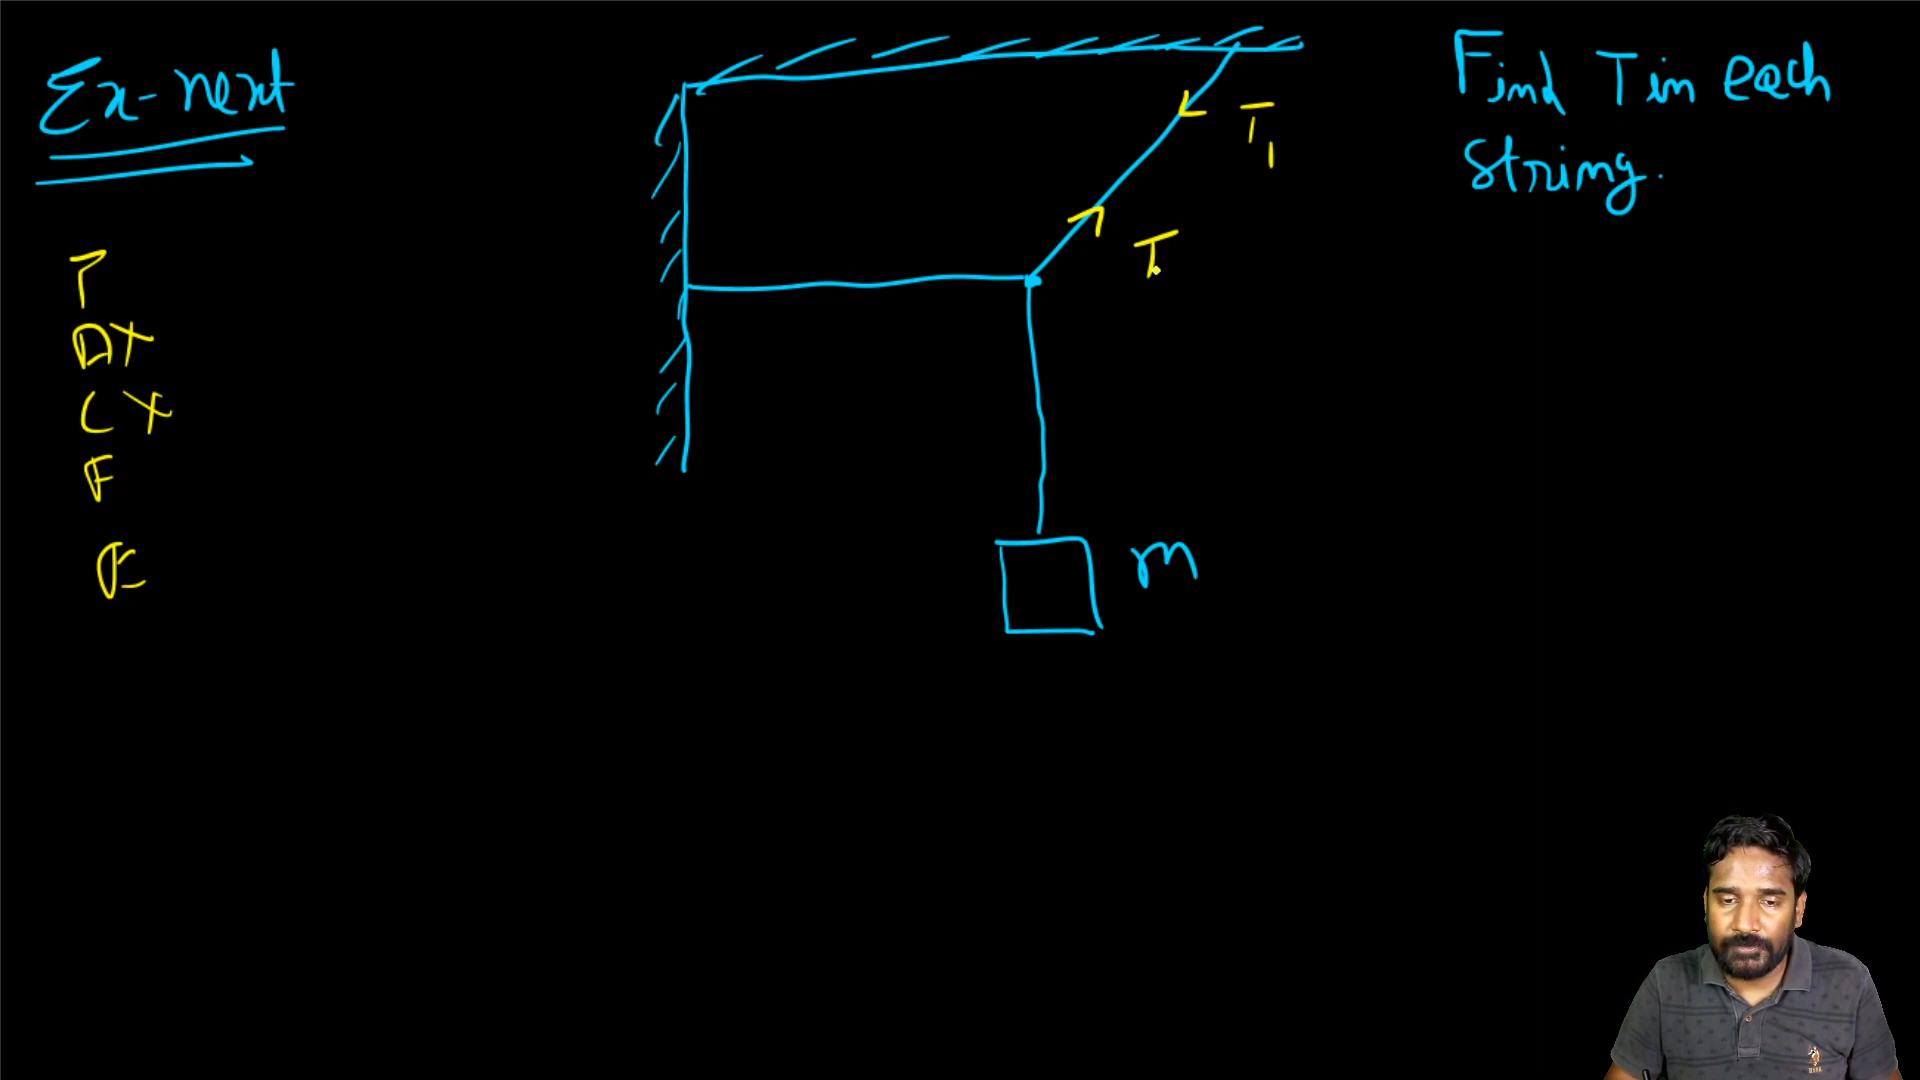 Ex-next
Find T in each
string.
T1
T
m
D X
C X
F
E